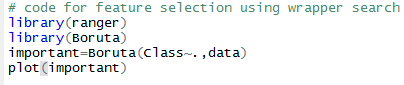 # code for feature selection using wrapper search
library(ranger)
library(Boruta)
important=Boruta(Class~.,data)
plot(important)